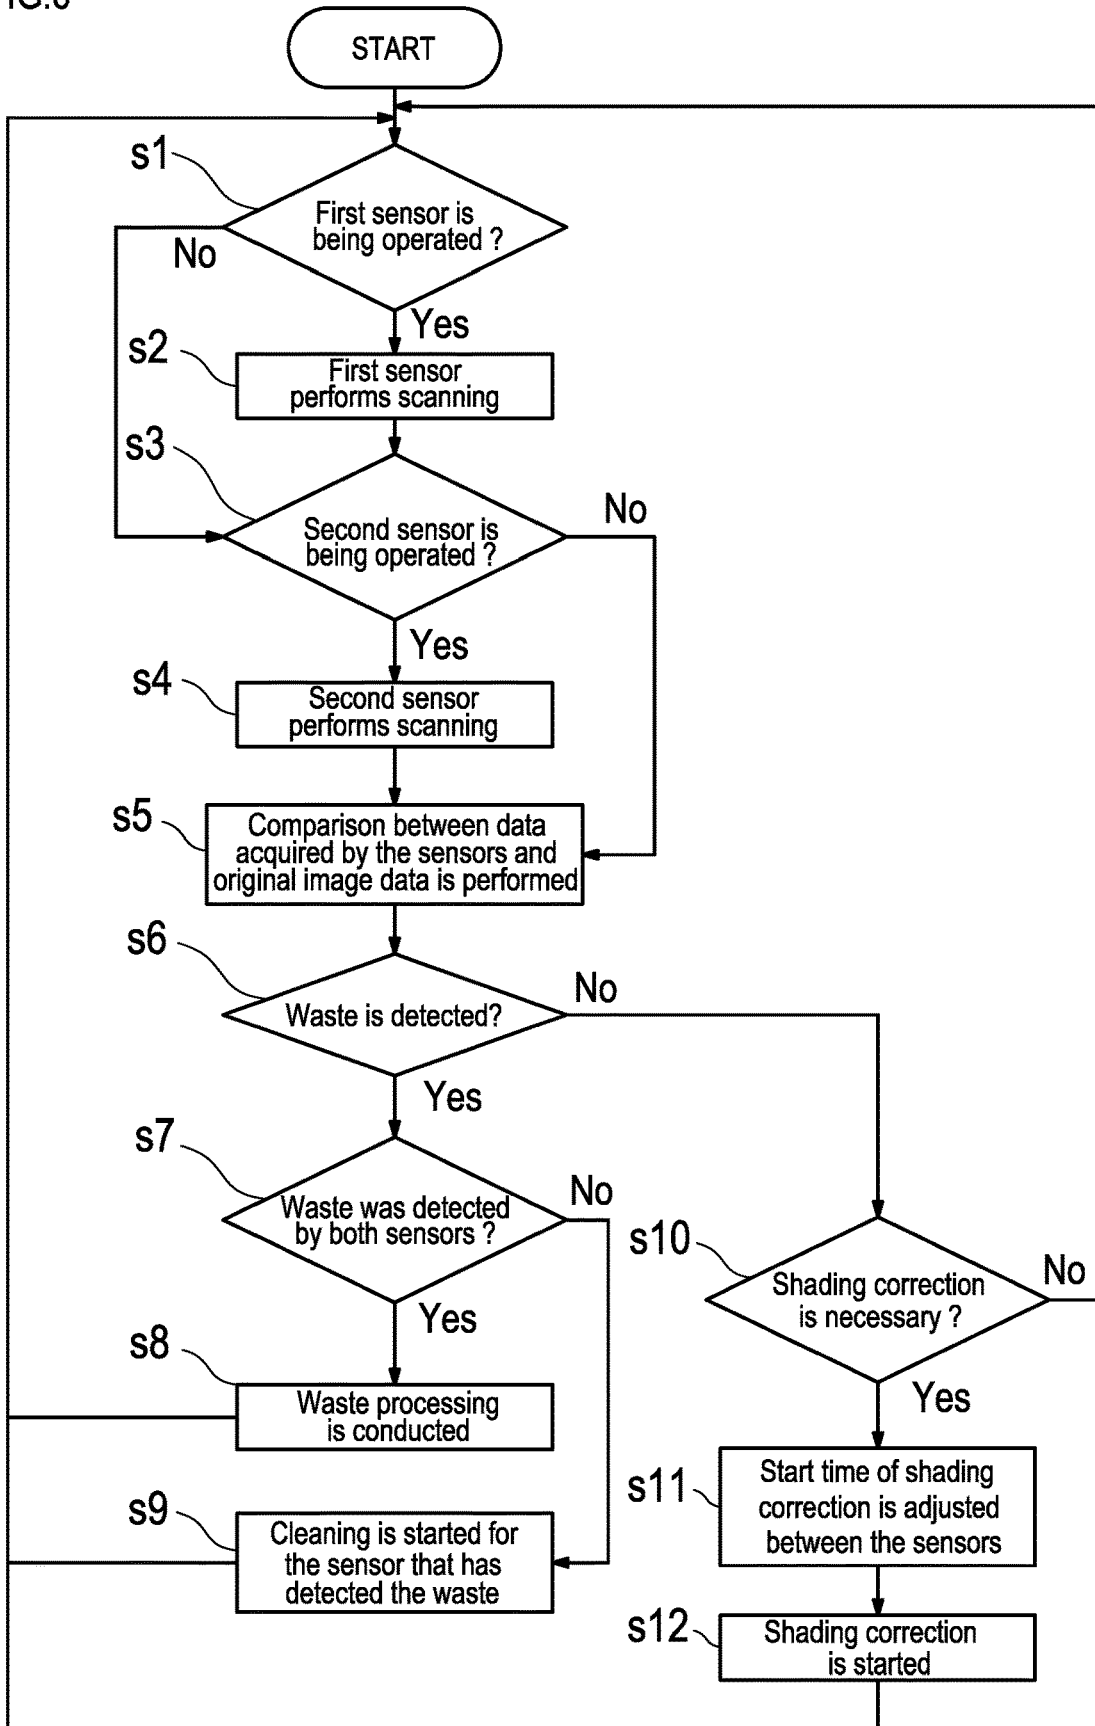 START
s1
First sensor is
being operated ?
No
Yes
s2
First sensor
performs scanning
s3
Second sensor is
being operated ?
No
Yes
s4
Second sensor
performs scanning
s5
Comparison between data
acquired by the sensors and
original image data is performed
s6
Waste is detected?
No
Yes
s7
Waste was detected
by both sensors ?
No
Yes
s8
Waste processing
is conducted
s9
Cleaning is started for
the sensor that has
detected the waste
s10
Shading correction
is necessary ?
No
Yes
s11
Start time of shading
correction is adjusted
between the sensors
s12
Shading correction
is started